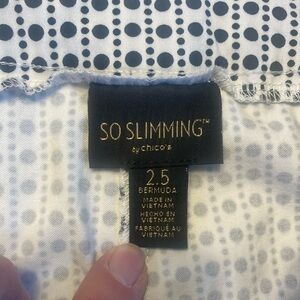 SO SLIMMING™
by chico's
2.5
BERMUDA
MADE IN
VIETNAM
HECHO EN
VIETNAM
FABRIQUÉ AU
VIETNAM